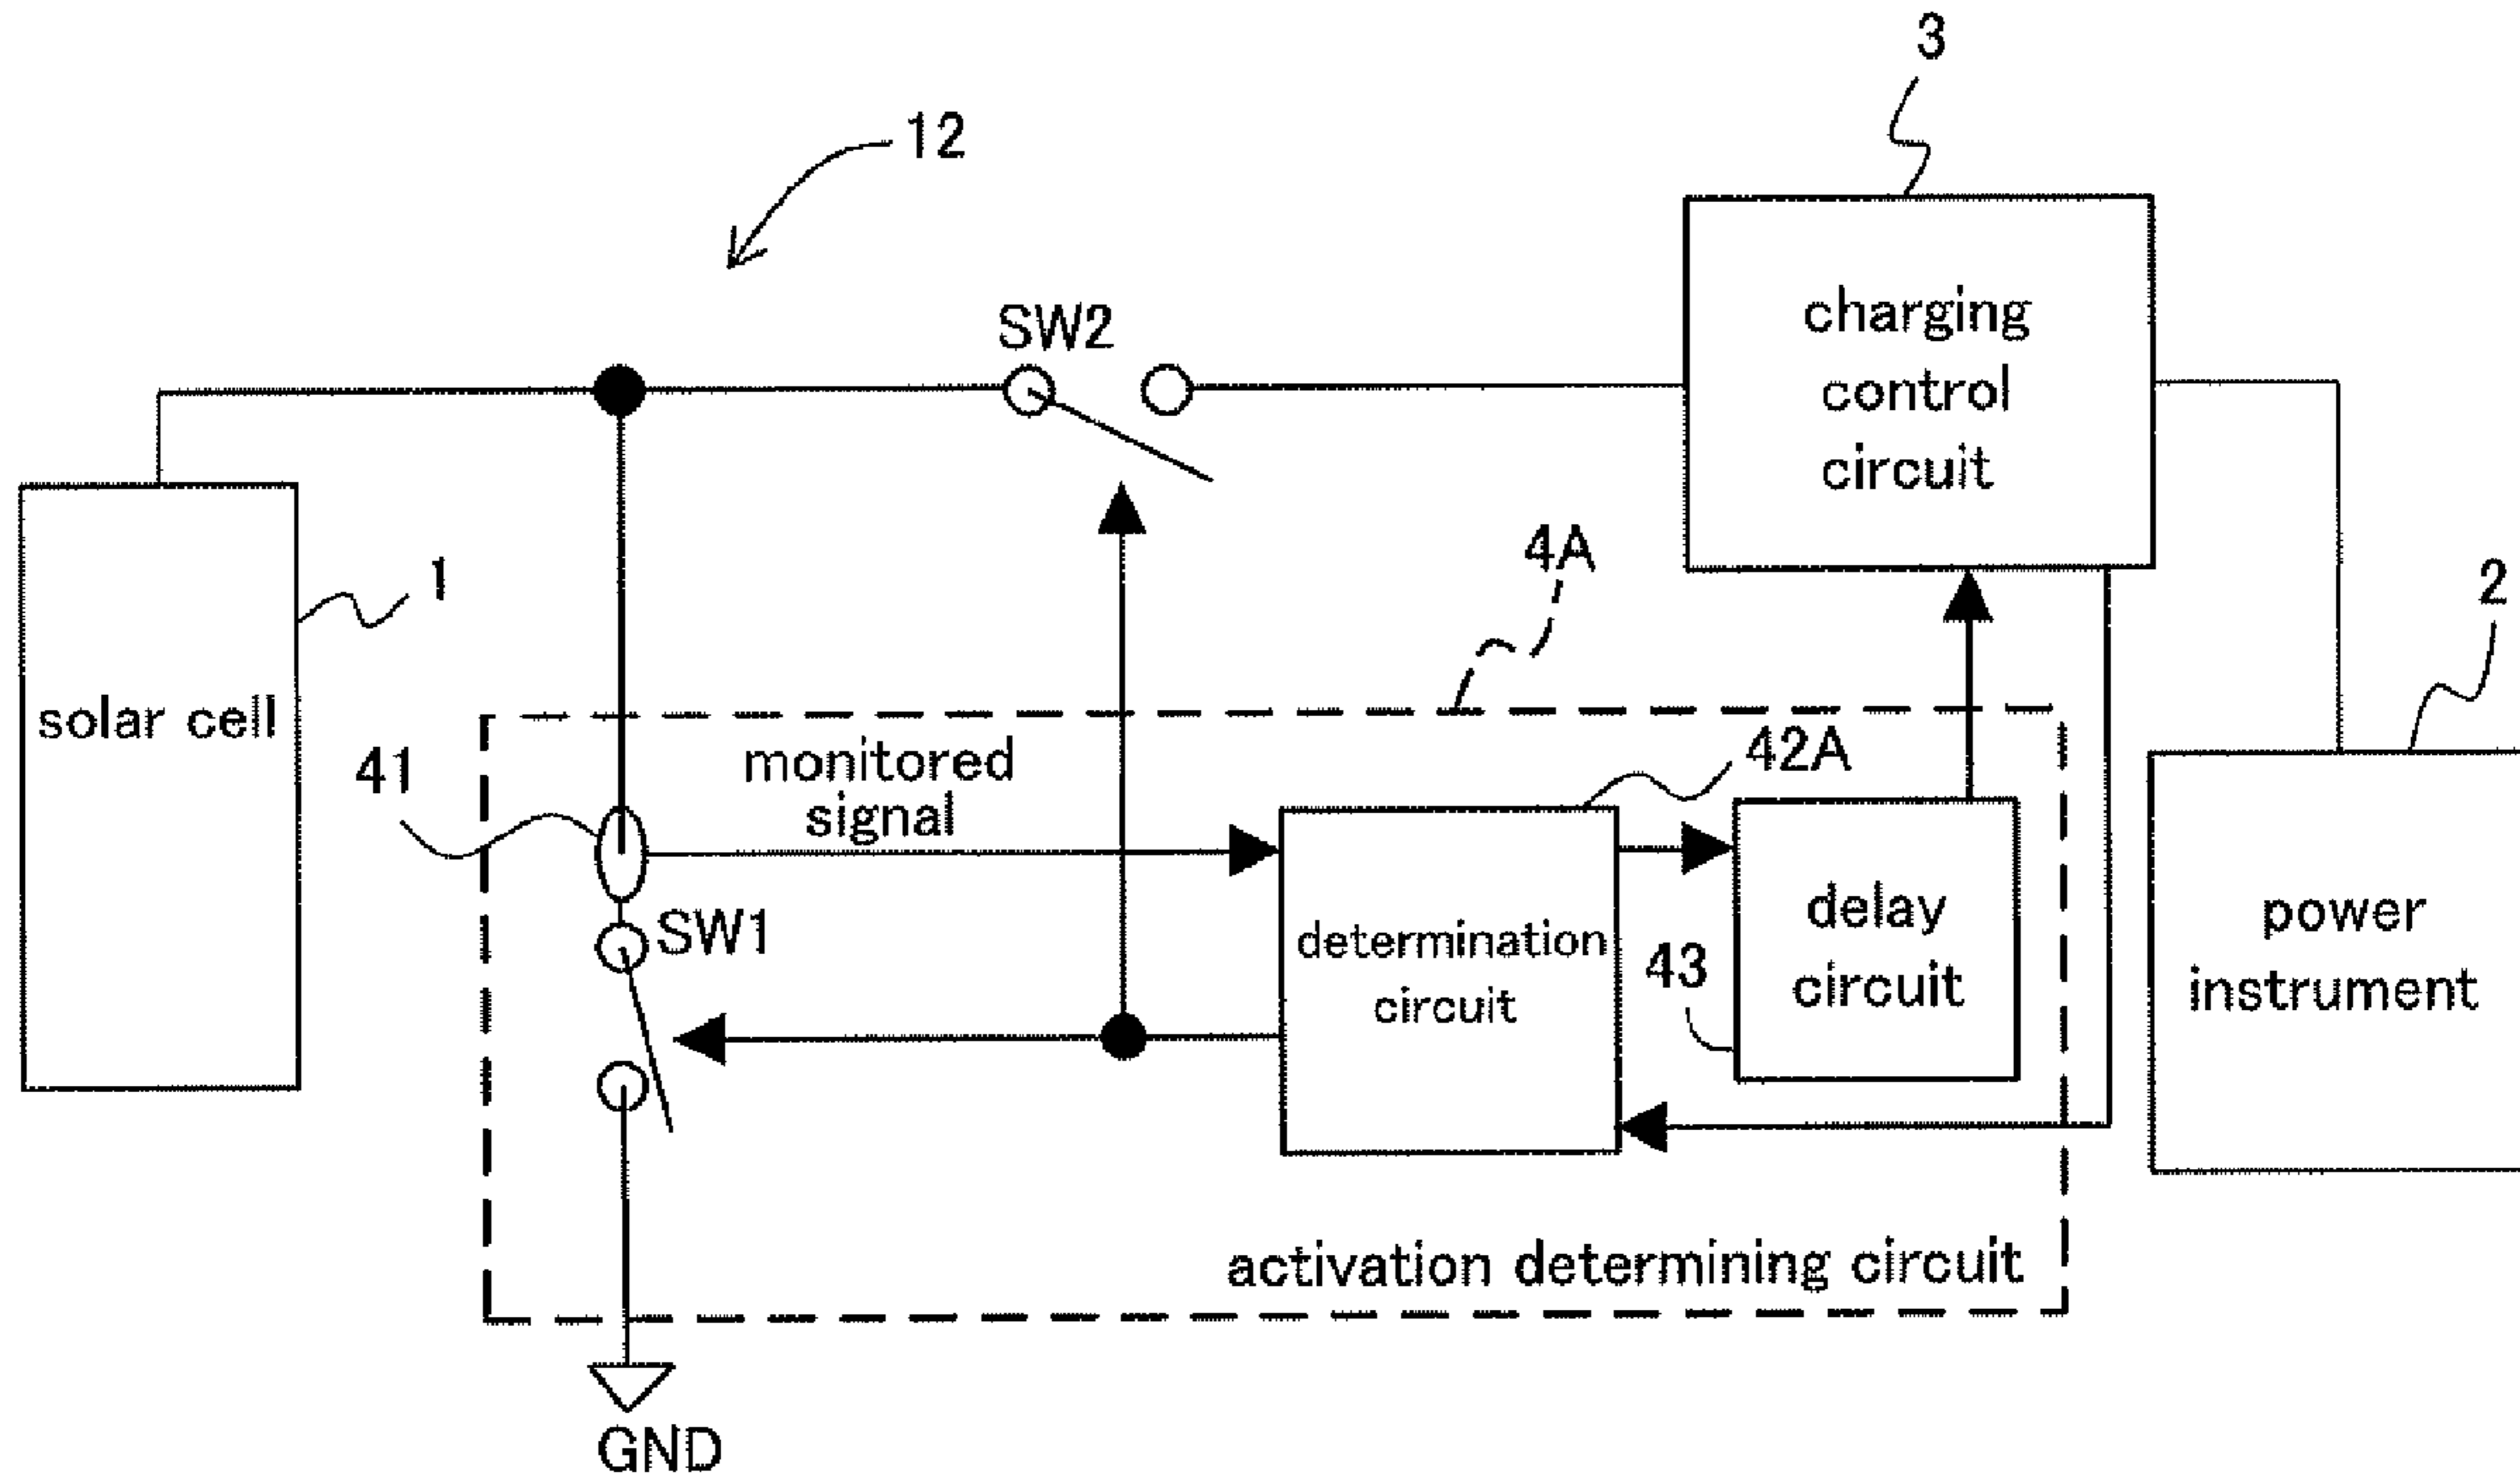 3
12
SW2
charging
control
circuit
4A
1
2
solar cell
monitored
signal
41
42A
SW1
determination
circuit
delay
circuit
43
power
instrument
activation determining circuit
GND